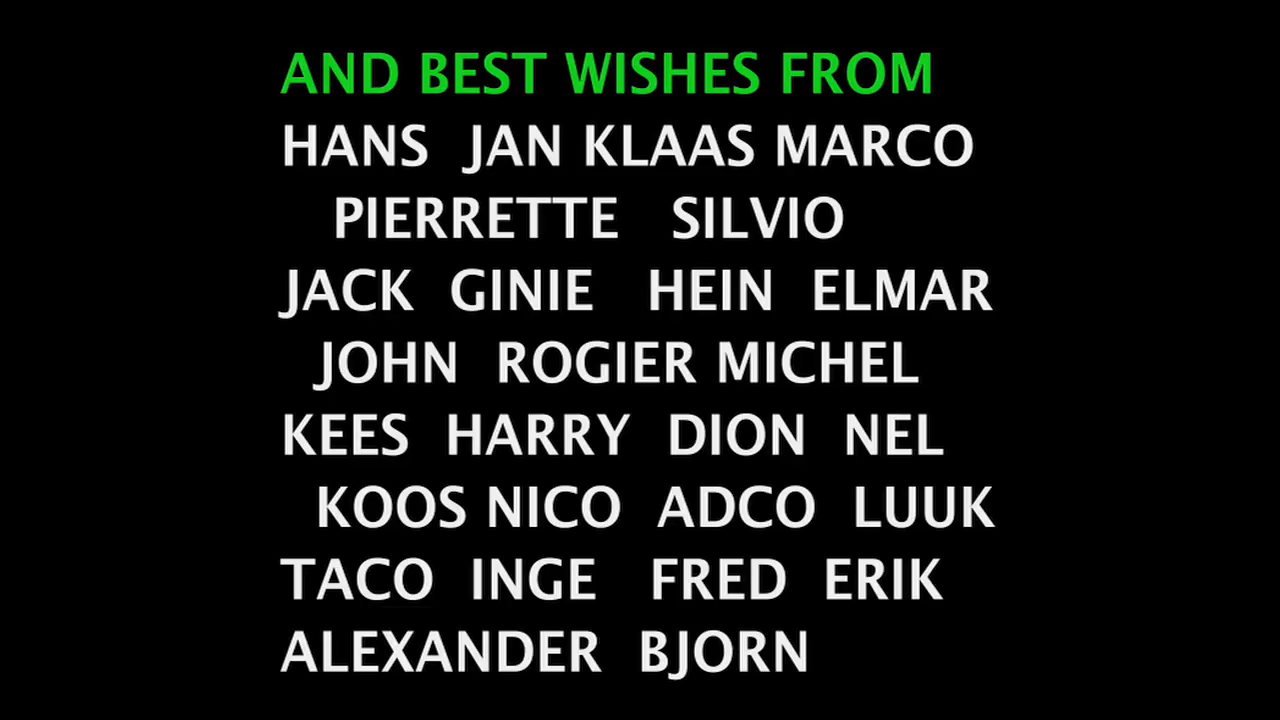 AND BEST WISHES FROM
HANS JAN KLAAS MARCO
PIERRETTE SILVIO
JACK GINIE HEIN ELMAR
JOHN ROGIER MICHEL
KEES HARRY DION NEL
KOOS NICO ADCO LUUK
TACO INGE FRED ERIK
ALEXANDER BJORN